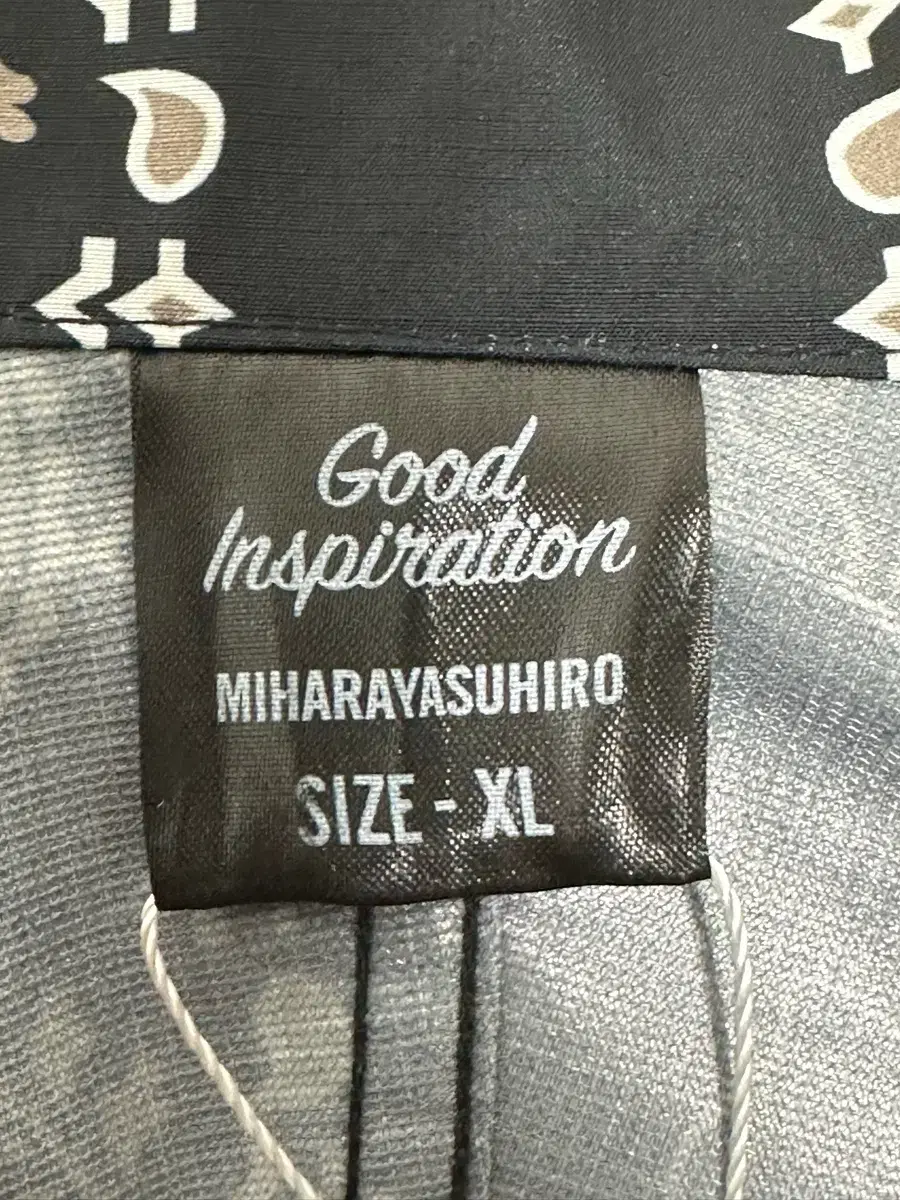 Good
Inspiration
MIHARAYASUHIRO
SIZE - XL